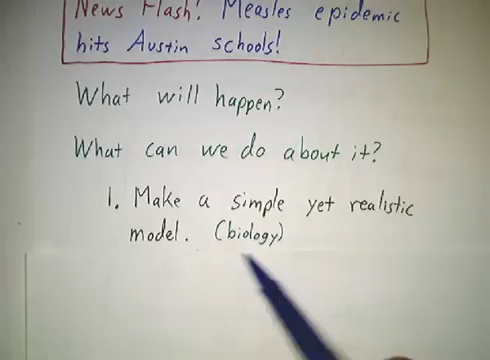 News Flash! Measles epidemic
hits Austin schools!
What will happen?
What can we do about it?
1. Make a simple yet realistic
model. (biology)